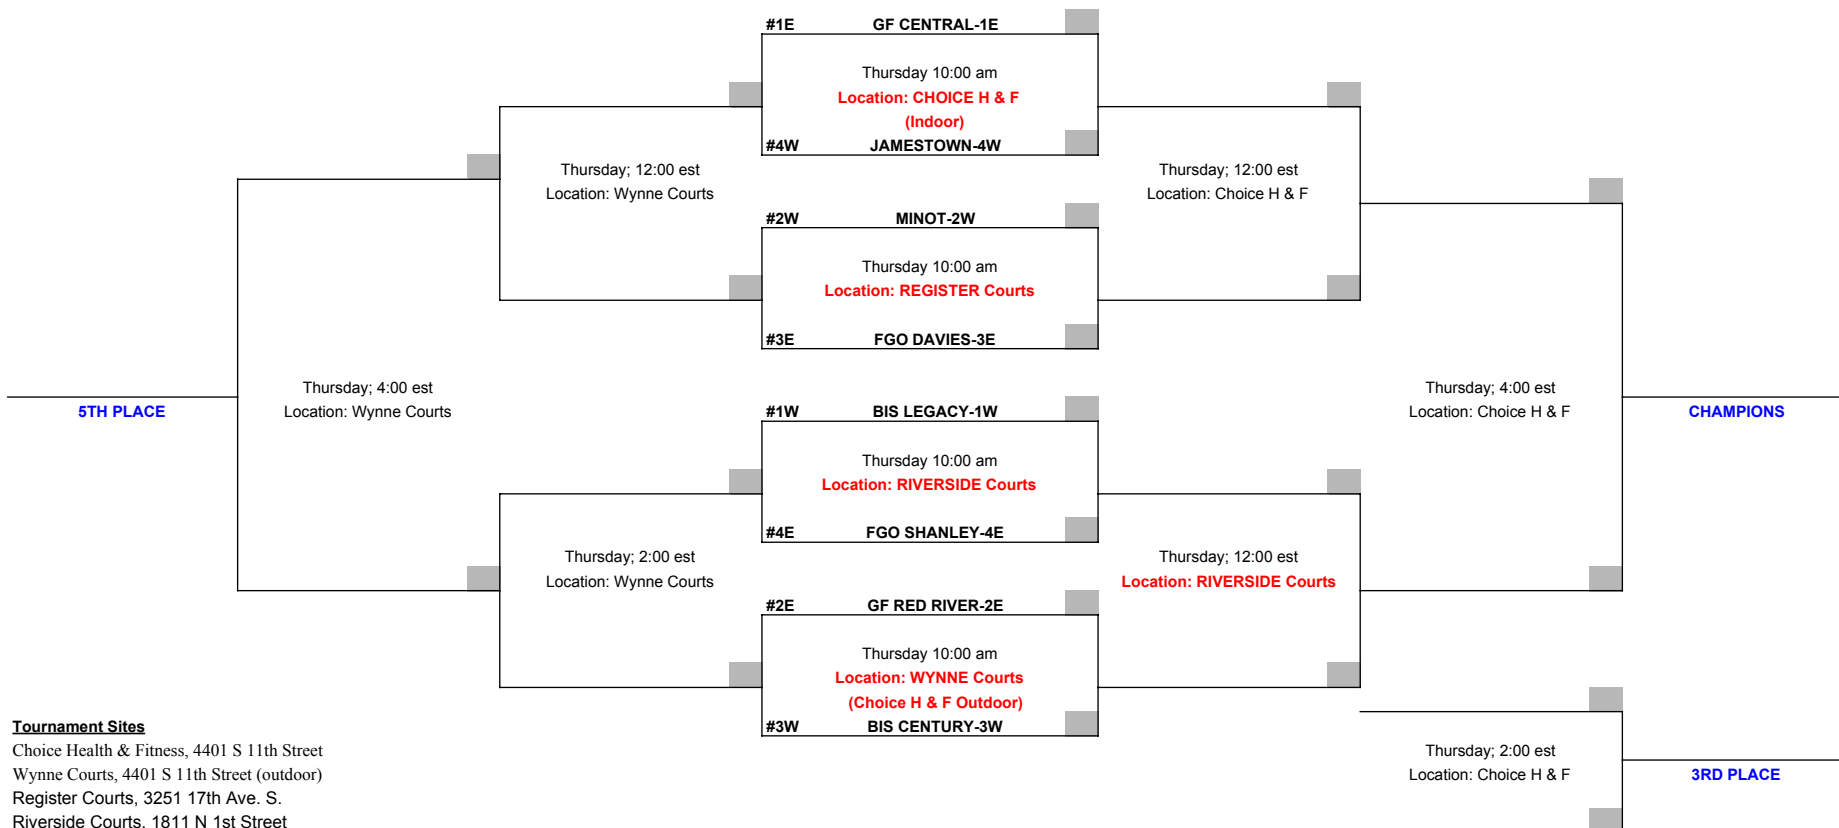 #1E GF CENTRAL-1E
Thursday 10:00 am
Location: CHOICE H & F
(Indoor)
#4W JAMESTOWN-4W
Thursday; 12:00 est
Location: Wynne Courts
Thursday; 12:00 est
Location: Choice H & F
#2W MINOT-2W
Thursday 10:00 am
Location: REGISTER Courts
#3E FGO DAVIES-3E
Thursday; 4:00 est
Location: Wynne Courts
5TH PLACE
Thursday; 4:00 est
Location: Choice H & F
CHAMPIONS
#1W BIS LEGACY-1W
Thursday 10:00 am
Location: RIVERSIDE Courts
#4E FGO SHANLEY-4E
Thursday; 2:00 est
Location: Wynne Courts
Thursday; 12:00 est
Location: RIVERSIDE Courts
#2E GF RED RIVER-2E
Thursday 10:00 am
Location: WYNNE Courts
(Choice H & F Outdoor)
#3W BIS CENTURY-3W
Thursday; 2:00 est
Location: Choice H & F
3RD PLACE
Tournament Sites
Choice Health & Fitness, 4401 S 11th Street
Wynne Courts, 4401 S 11th Street (outdoor)
Register Courts, 3251 17th Ave. S.
Riverside Courts, 1811 N 1st Street